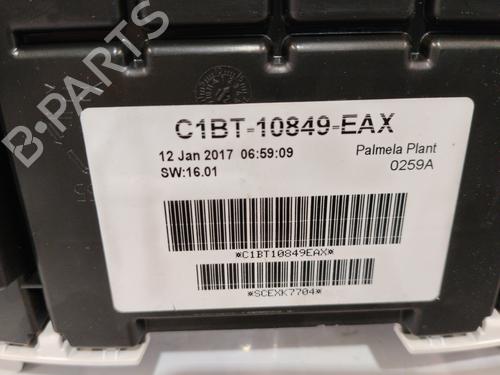 B-PARTS
C1BT-10849-EAX
12 Jan 2017 06:59:09
Palmela Plant
SW:16.01
0259A
*C1BT10849EAX*
*SCEXK7704*